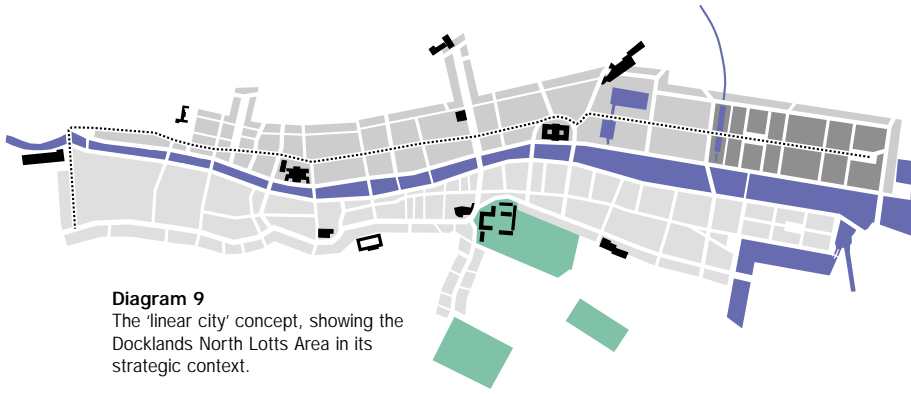 Diagram 9
The ‘linear city’ concept, showing the
Docklands North Lotts Area in its
strategic context.